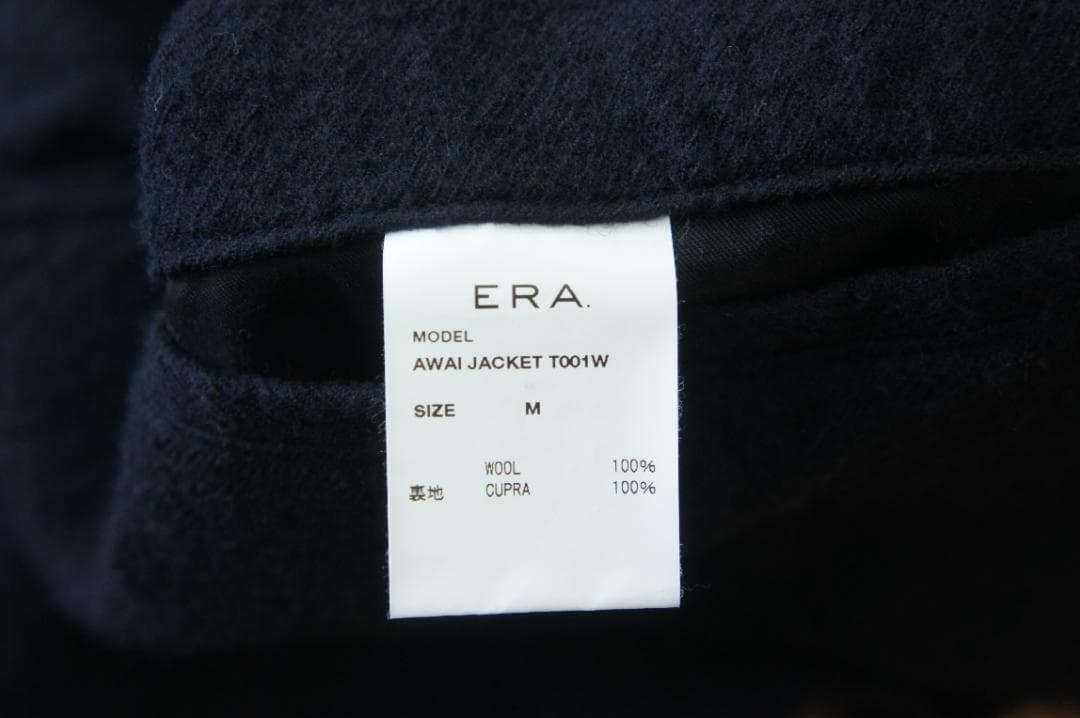 ERA.
MODEL
AWAI JACKET T001W
SIZE M
WOOL 100%
裏地 CUPRA 100%